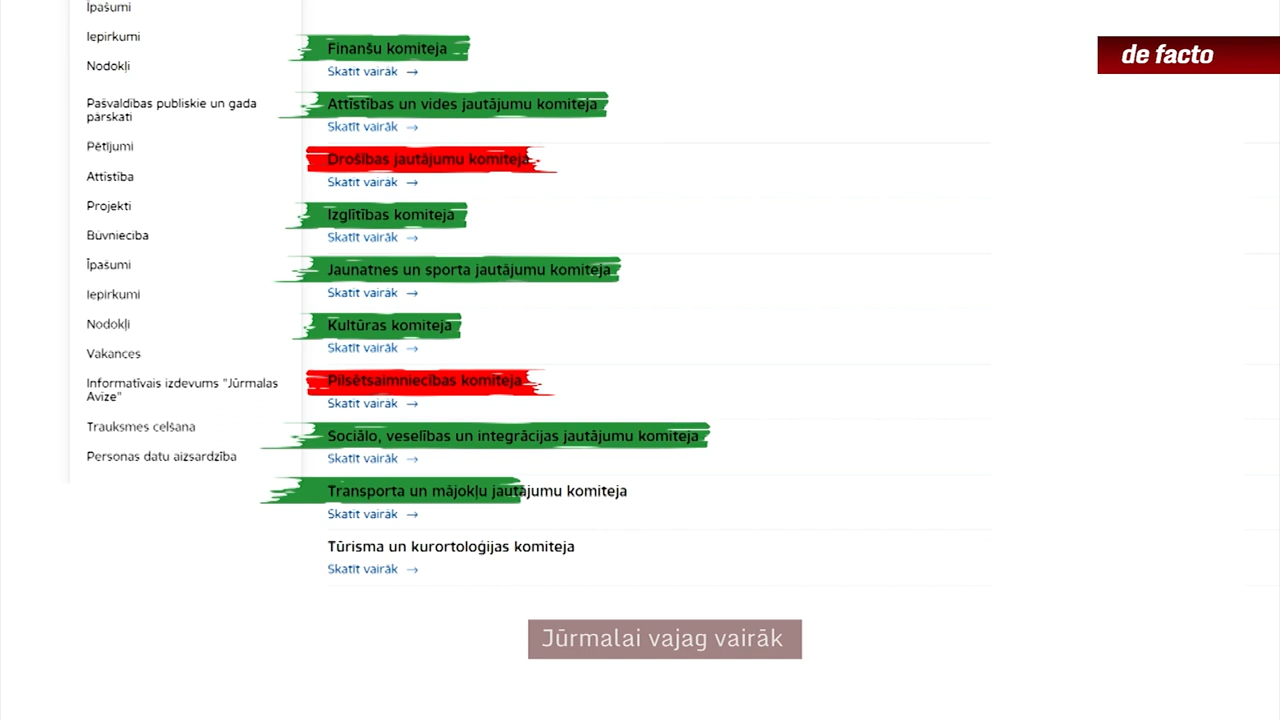 Īpašumi
Iepirkumi
Nodokļi
Pašvaldības publiskie un gada
pārskati
Pētījumi
Attīstība
Projekti
Būvniecība
Īpašumi
Iepirkumi
Nodokļi
Vakances
Informatīvais izdevums "Jūrmalas
Avīze"
Trauksmes celšana
Personas datu aizsardzība
Finanšu komiteja
Skatīt vairāk →
Attīstības un vides jautājumu komiteja
Skatīt vairāk →
Drošības jautājumu komiteja
Skatīt vairāk →
Izglītības komiteja
Skatīt vairāk →
Jaunatnes un sporta jautājumu komiteja
Skatīt vairāk →
Kultūras komiteja
Skatīt vairāk →
Pilsētsaimniecības komiteja
Skatīt vairāk →
Sociālo, veselības un integrācijas jautājumu komiteja
Skatīt vairāk →
Transporta un mājokļu jautājumu komiteja
Skatīt vairāk →
Tūrisma un kurortoloģijas komiteja
Skatīt vairāk →
de facto
Jūrmalai vajag vairāk